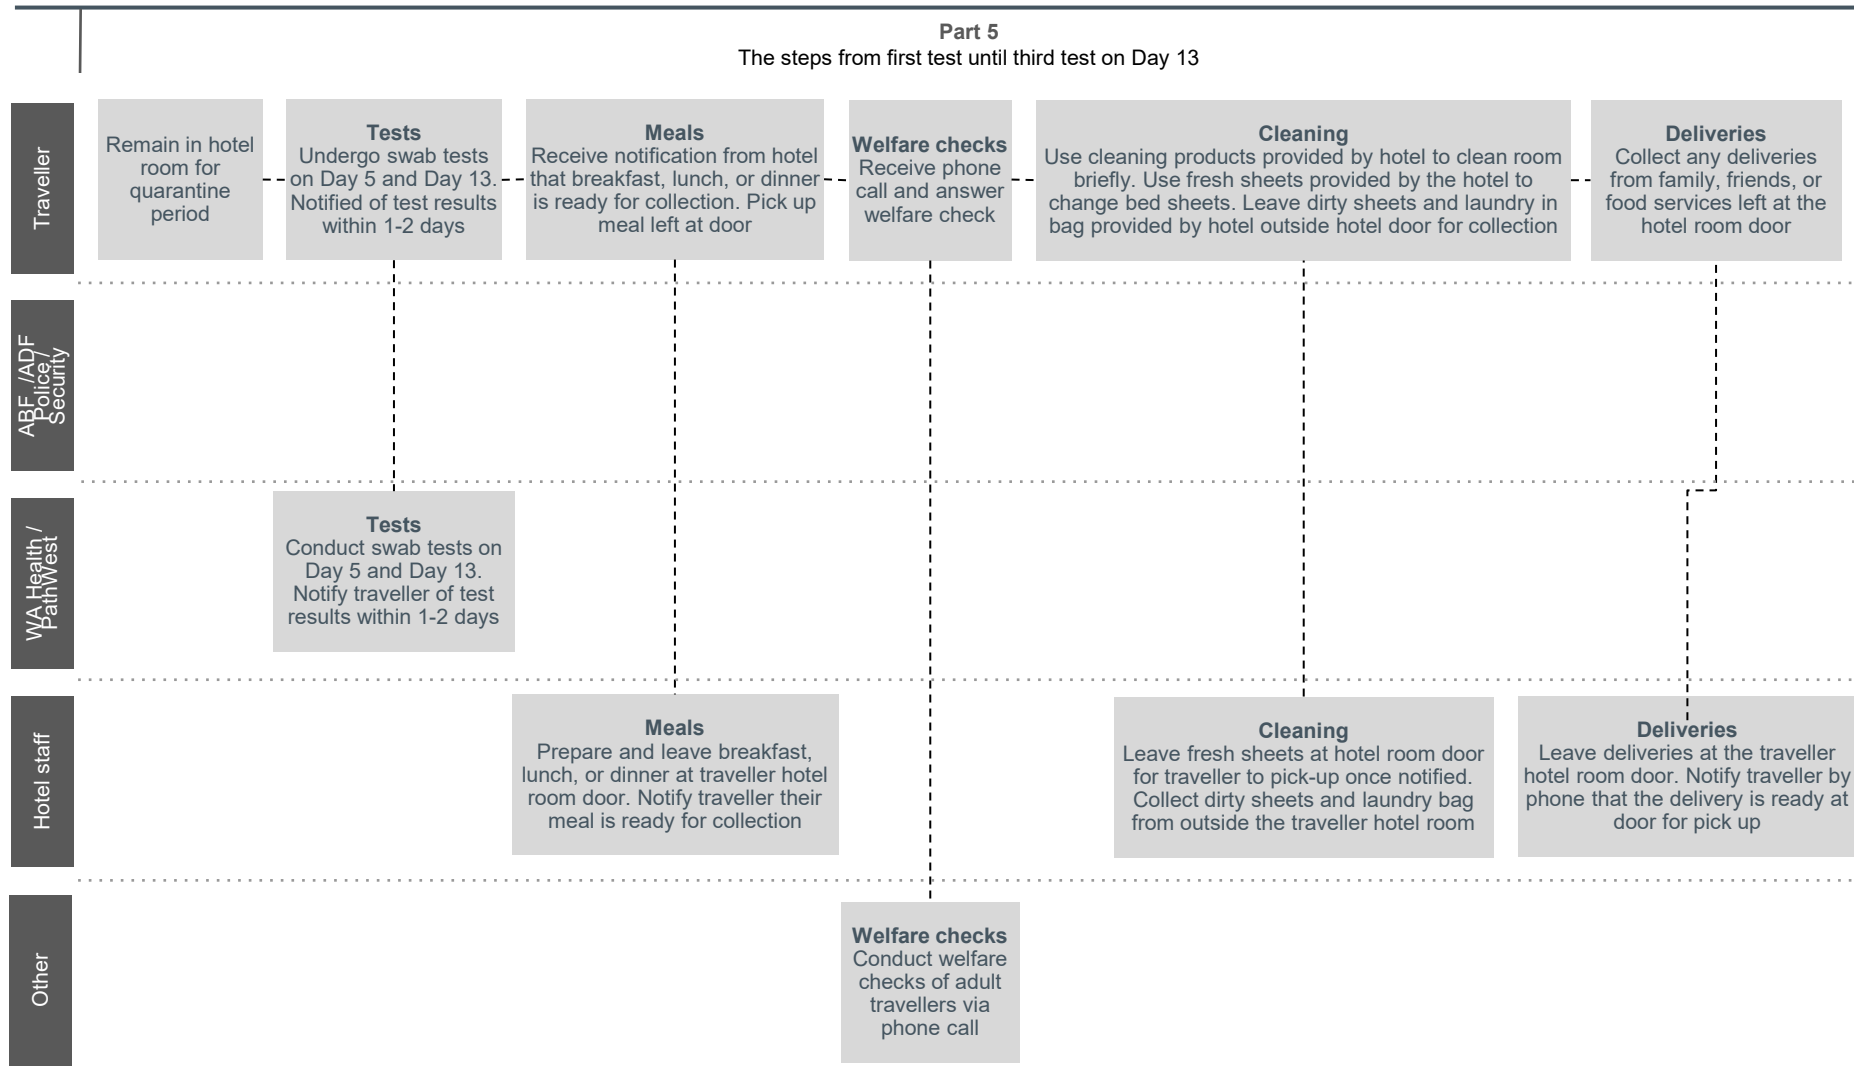 Part 5
The steps from first test until third test on Day 13
Traveller
Remain in hotel
room for
quarantine
period
Tests
Undergo swab tests
on Day 5 and Day 13.
Notified of test results
within 1-2 days
Meals
Receive notification from hotel
that breakfast, lunch, or dinner
is ready for collection. Pick up
meal left at door
Welfare checks
Receive phone
call and answer
welfare check
Cleaning
Use cleaning products provided by hotel to clean room
briefly. Use fresh sheets provided by the hotel to
change bed sheets. Leave dirty sheets and laundry in
bag provided by hotel outside hotel door for collection
Deliveries
Collect any deliveries
from family, friends, or
food services left at the
hotel room door
ABF /ADF
Police /
Security
WA Health /
PathWest
Tests
Conduct swab tests on
Day 5 and Day 13.
Notify traveller of test
results within 1-2 days
Hotel staff
Meals
Prepare and leave breakfast,
lunch, or dinner at traveller hotel
room door. Notify traveller their
meal is ready for collection
Cleaning
Leave fresh sheets at hotel room door
for traveller to pick-up once notified.
Collect dirty sheets and laundry bag
from outside the traveller hotel room
Deliveries
Leave deliveries at the traveller
hotel room door. Notify traveller by
phone that the delivery is ready at
door for pick up
Other
Welfare checks
Conduct welfare
checks of adult
travellers via
phone call